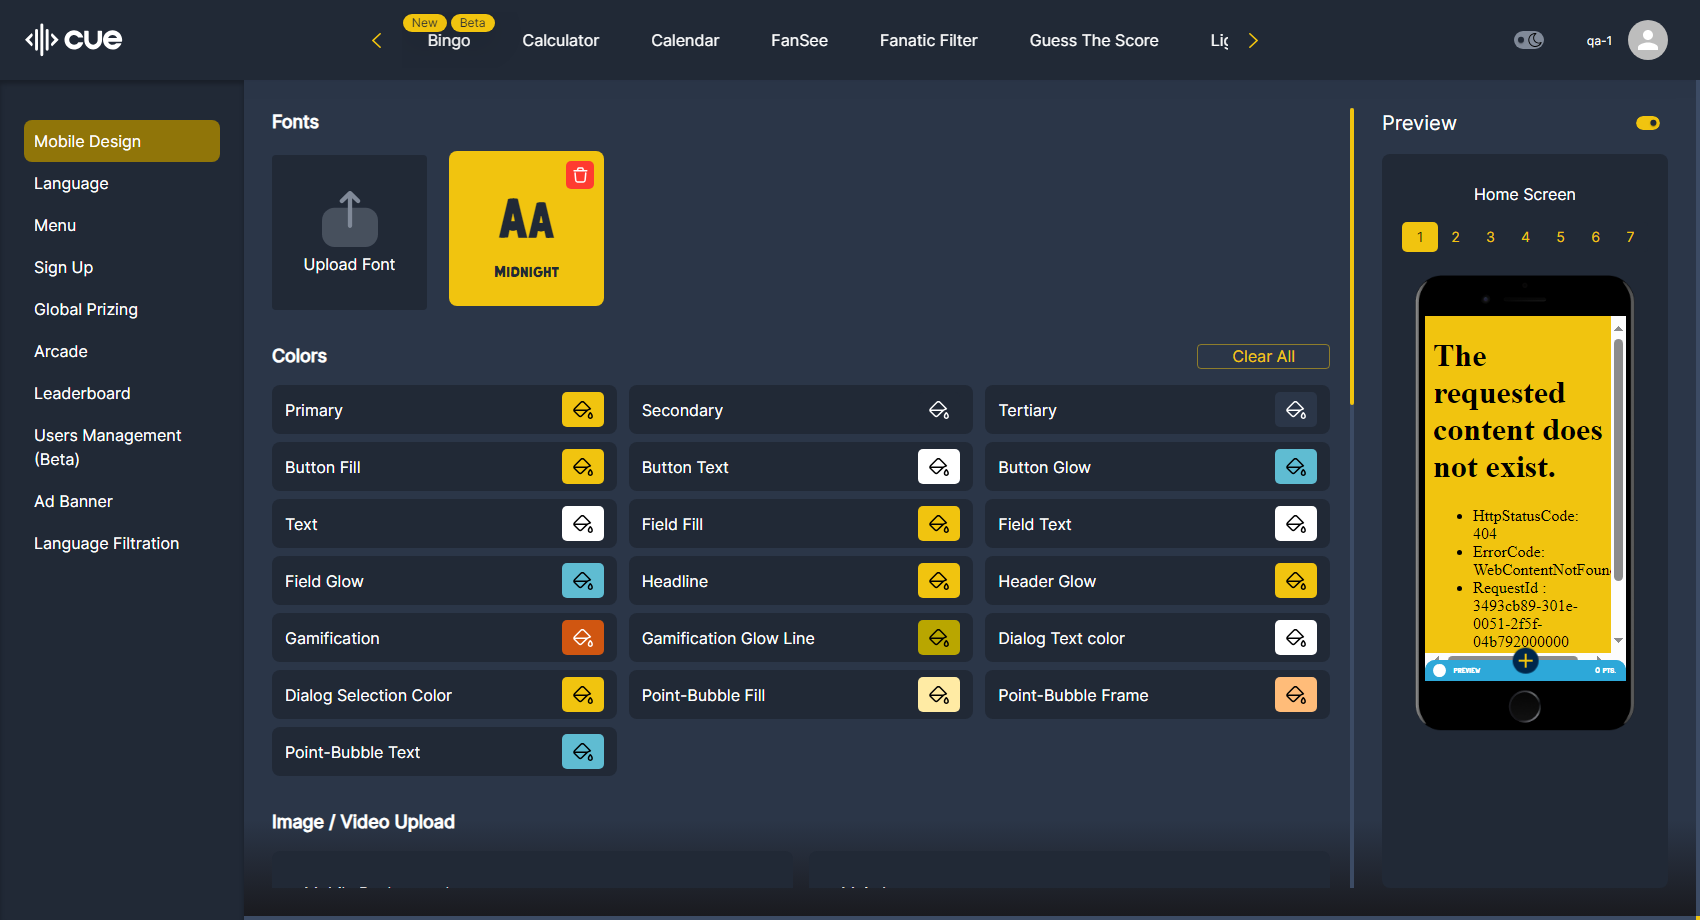 cue
New Beta
Bingo Calculator Calendar FanSee Fanatic Filter Guess The Score
qa-1
Mobile Design
Language
Menu
Sign Up
Global Prizing
Arcade
Leaderboard
Users Management
(Beta)
Ad Banner
Language Filtration
Fonts
Upload Font
AA
MIDNIGHT
Colors
Clear All
Primary Secondary Tertiary
Button Fill Button Text Button Glow
Text Field Fill Field Text
Field Glow Headline Header Glow
Gamification Gamification Glow Line Dialog Text color
Dialog Selection Color Point-Bubble Fill Point-Bubble Frame
Point-Bubble Text
Image / Video Upload
Preview
Home Screen
1 2 3 4 5 6 7
The
requested
content does
not exist.
HttpStatusCode:
404
ErrorCode:
WebContentNotFoun
RequestId :
3493cb89-301e-
0051-2f5f-
04b792000000
PREVIEW 0 PTS.